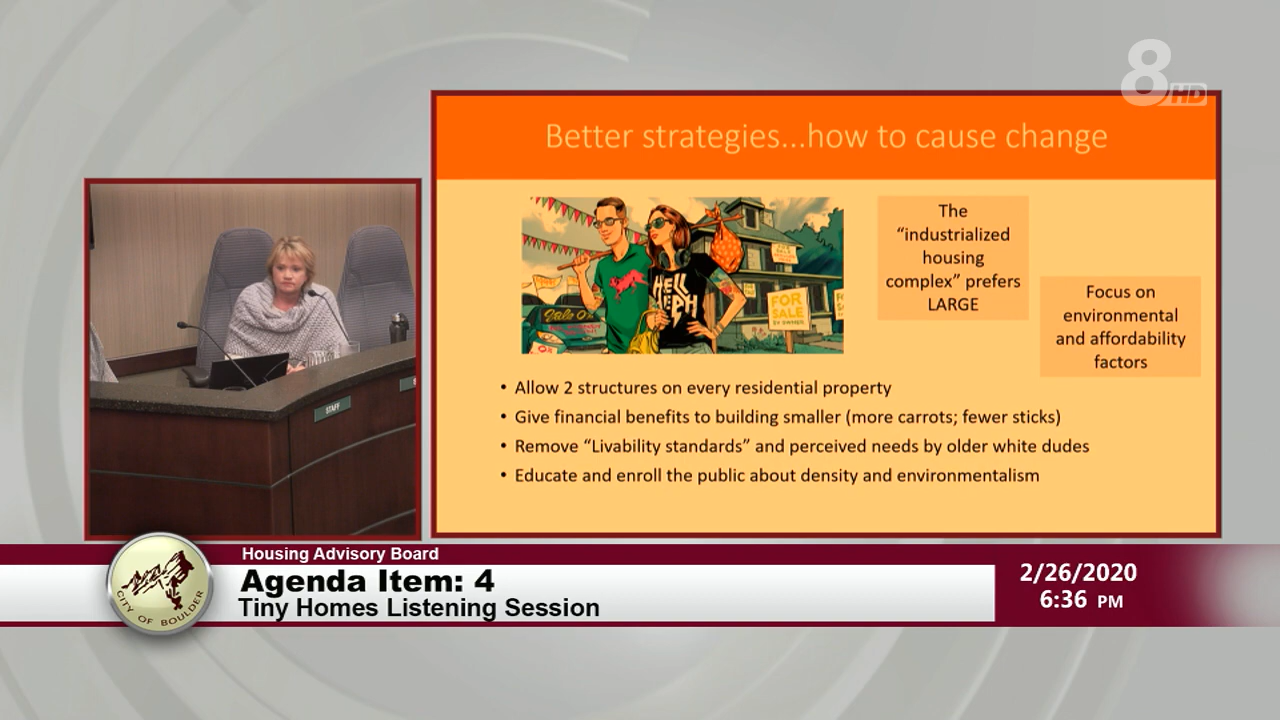 8HD
Better strategies...how to cause change
The
“industrialized
housing
complex” prefers
LARGE
Focus on
environmental
and affordability
factors
FOR
SALE
BY OWNER
HELL
YEAH
• Allow 2 structures on every residential property
• Give financial benefits to building smaller (more carrots; fewer sticks)
• Remove “Livability standards” and perceived needs by older white dudes
• Educate and enroll the public about density and environmentalism
STAFF
Housing Advisory Board
Agenda Item: 4
Tiny Homes Listening Session
2/26/2020
6:36 PM
CITY OF BOULDER